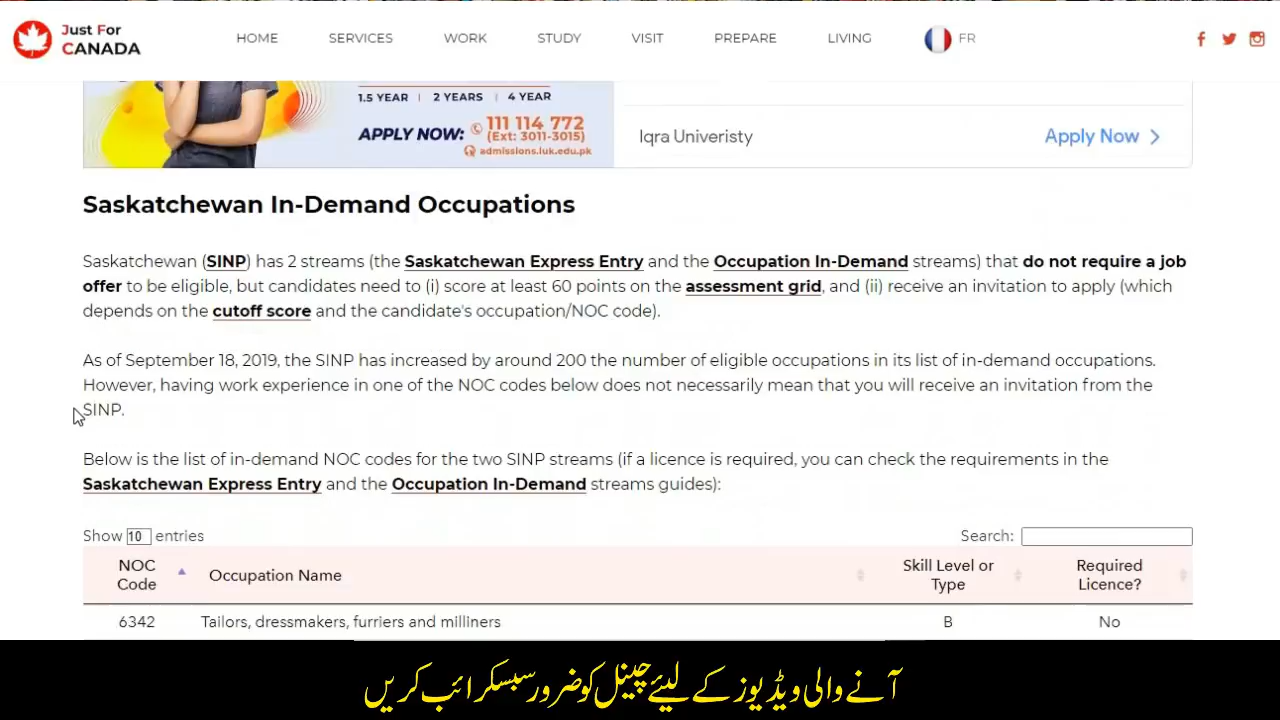 Just For
CANADA
HOME
SERVICES
WORK
STUDY
VISIT
PREPARE
LIVING
FR
1.5 YEAR | 2 YEARS | 4 YEAR
APPLY NOW: 111 114 772
(Ext: 3011-3015)
admissions.iuk.edu.pk
Iqra Univeristy
Apply Now
Saskatchewan In-Demand Occupations
Saskatchewan (SINP) has 2 streams (the Saskatchewan Express Entry and the Occupation In-Demand streams) that do not require a job
offer to be eligible, but candidates need to (i) score at least 60 points on the assessment grid, and (ii) receive an invitation to apply (which
depends on the cutoff score and the candidate's occupation/NOC code).
As of September 18, 2019, the SINP has increased by around 200 the number of eligible occupations in its list of in-demand occupations.
However, having work experience in one of the NOC codes below does not necessarily mean that you will receive an invitation from the
SINP.
Below is the list of in-demand NOC codes for the two SINP streams (if a licence is required, you can check the requirements in the
Saskatchewan Express Entry and the Occupation In-Demand streams guides):
Show 10 entries
Search:
NOC
Code
Occupation Name
Skill Level or
Type
Required
Licence?
6342
Tailors, dressmakers, furriers and milliners
B
No
آنے والی ویڈیوز کے لیئے چینل کو ضرور سبسکرائب کریں